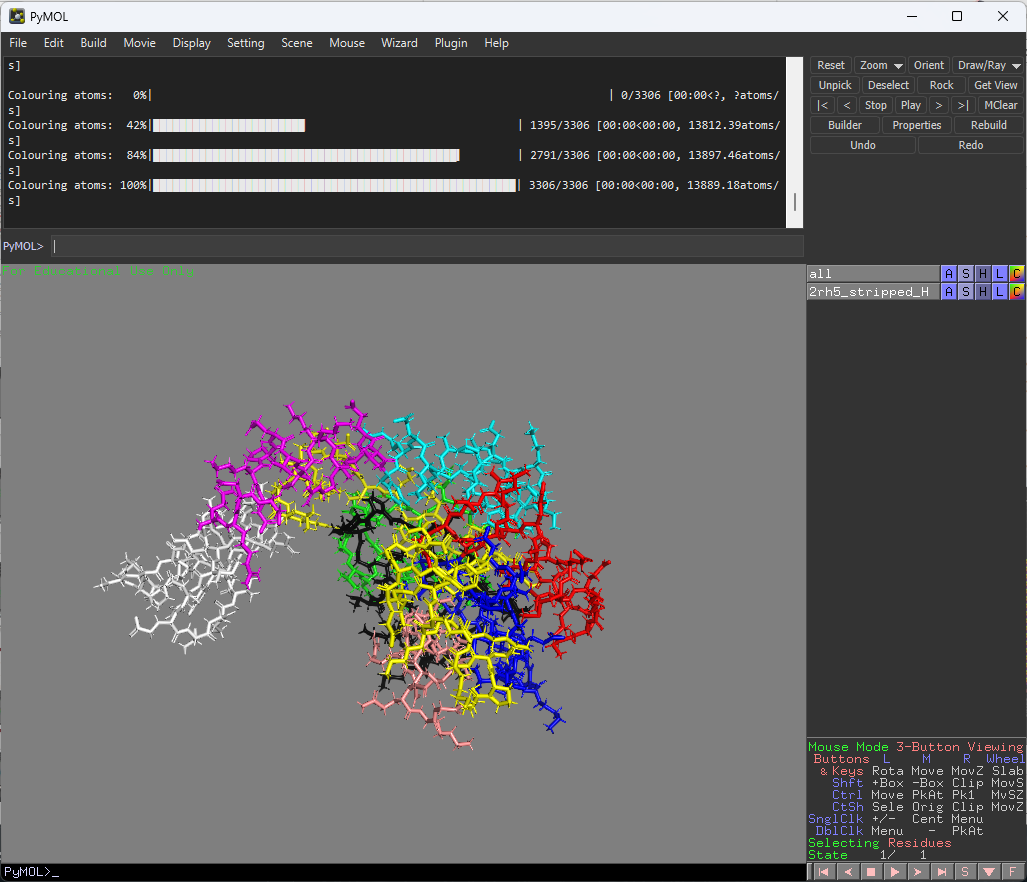 PyMOL
File Edit Build Movie Display Setting Scene Mouse Wizard Plugin Help
s]
Colouring atoms:   0%| | 0/3306 [00:00<?, ?atoms/
s]
Colouring atoms:  42%| | 1395/3306 [00:00<00:00, 13812.39atoms/
s]
Colouring atoms:  84%| | 2791/3306 [00:00<00:00, 13897.46atoms/
s]
Colouring atoms: 100%| | 3306/3306 [00:00<00:00, 13889.18atoms/
s]
Reset Zoom Orient Draw/Ray
Unpick Deselect Rock Get View
|< < Stop Play > >| MClear
Builder Properties Rebuild
Undo Redo
PyMOL>
For Educational Use Only
all A S H L C
2rh5_stripped_H A S H L C
Mouse Mode 3-Button Viewing
Buttons L M R Wheel
& Keys Rota Move MovZ Slab
Shft +Box -Box Clip MovS
Ctrl Move PkAt Pk1 MvSZ
CtSh Sele Orig Clip MovZ
SnglClk +/- Cent Menu
DblClk Menu - PkAt
Selecting Residues
State 1/ 1
PyMOL>_
S F